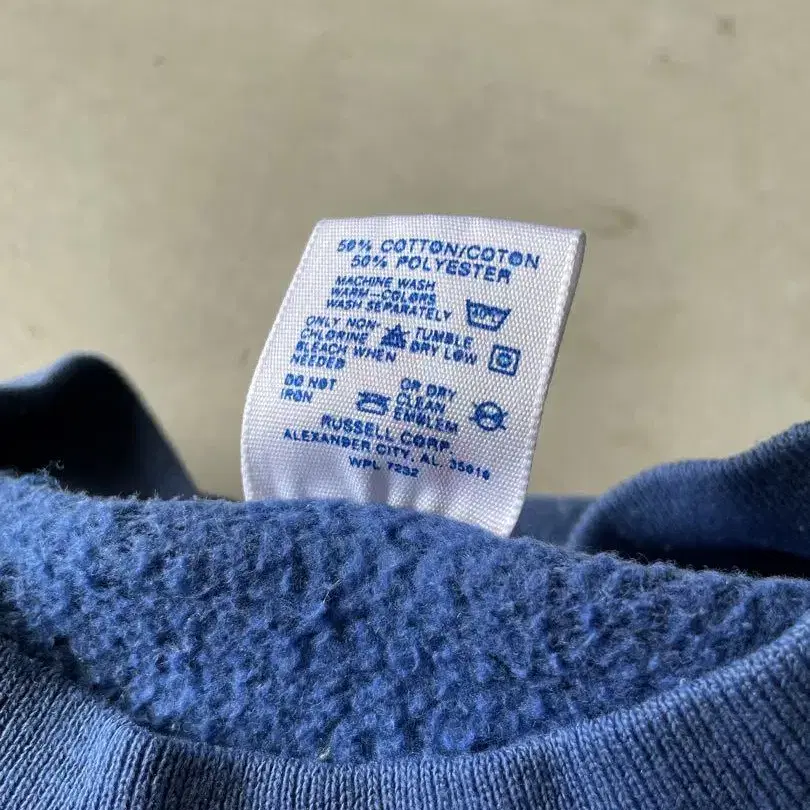 50% COTTON/COTON
50% POLYESTER
MACHINE WASH
WARM-COLORS
WASH SEPARATELY
ONLY NON-
CHLORINE
BLEACH WHEN
NEEDED
TUMBLE
DRY LOW
DO NOT
IRON
OR DRY
CLEAN
EMBLEM
RUSSELL CORP.
ALEXANDER CITY, AL. 35010
WPL 7232